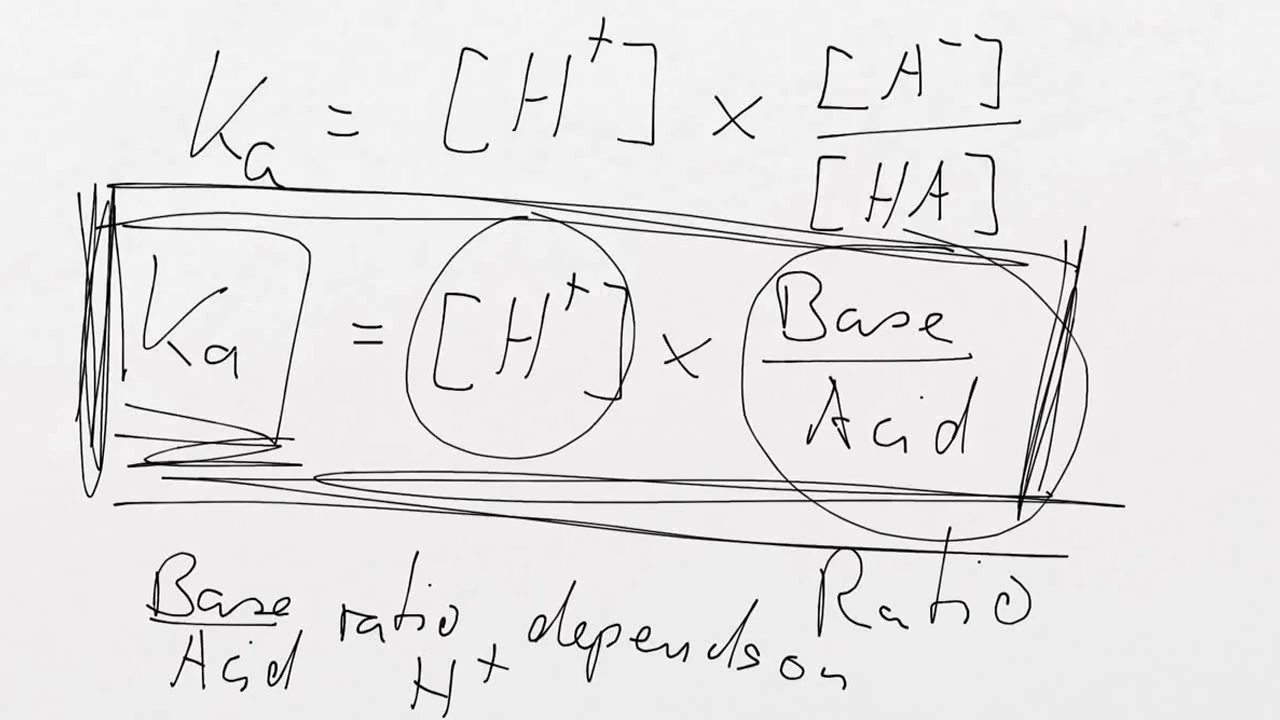 Ka = [H+] × [A-]/[HA]
Ka = [H+] × Base/Acid
Ratio
Base/Acid ratio depends on
H+